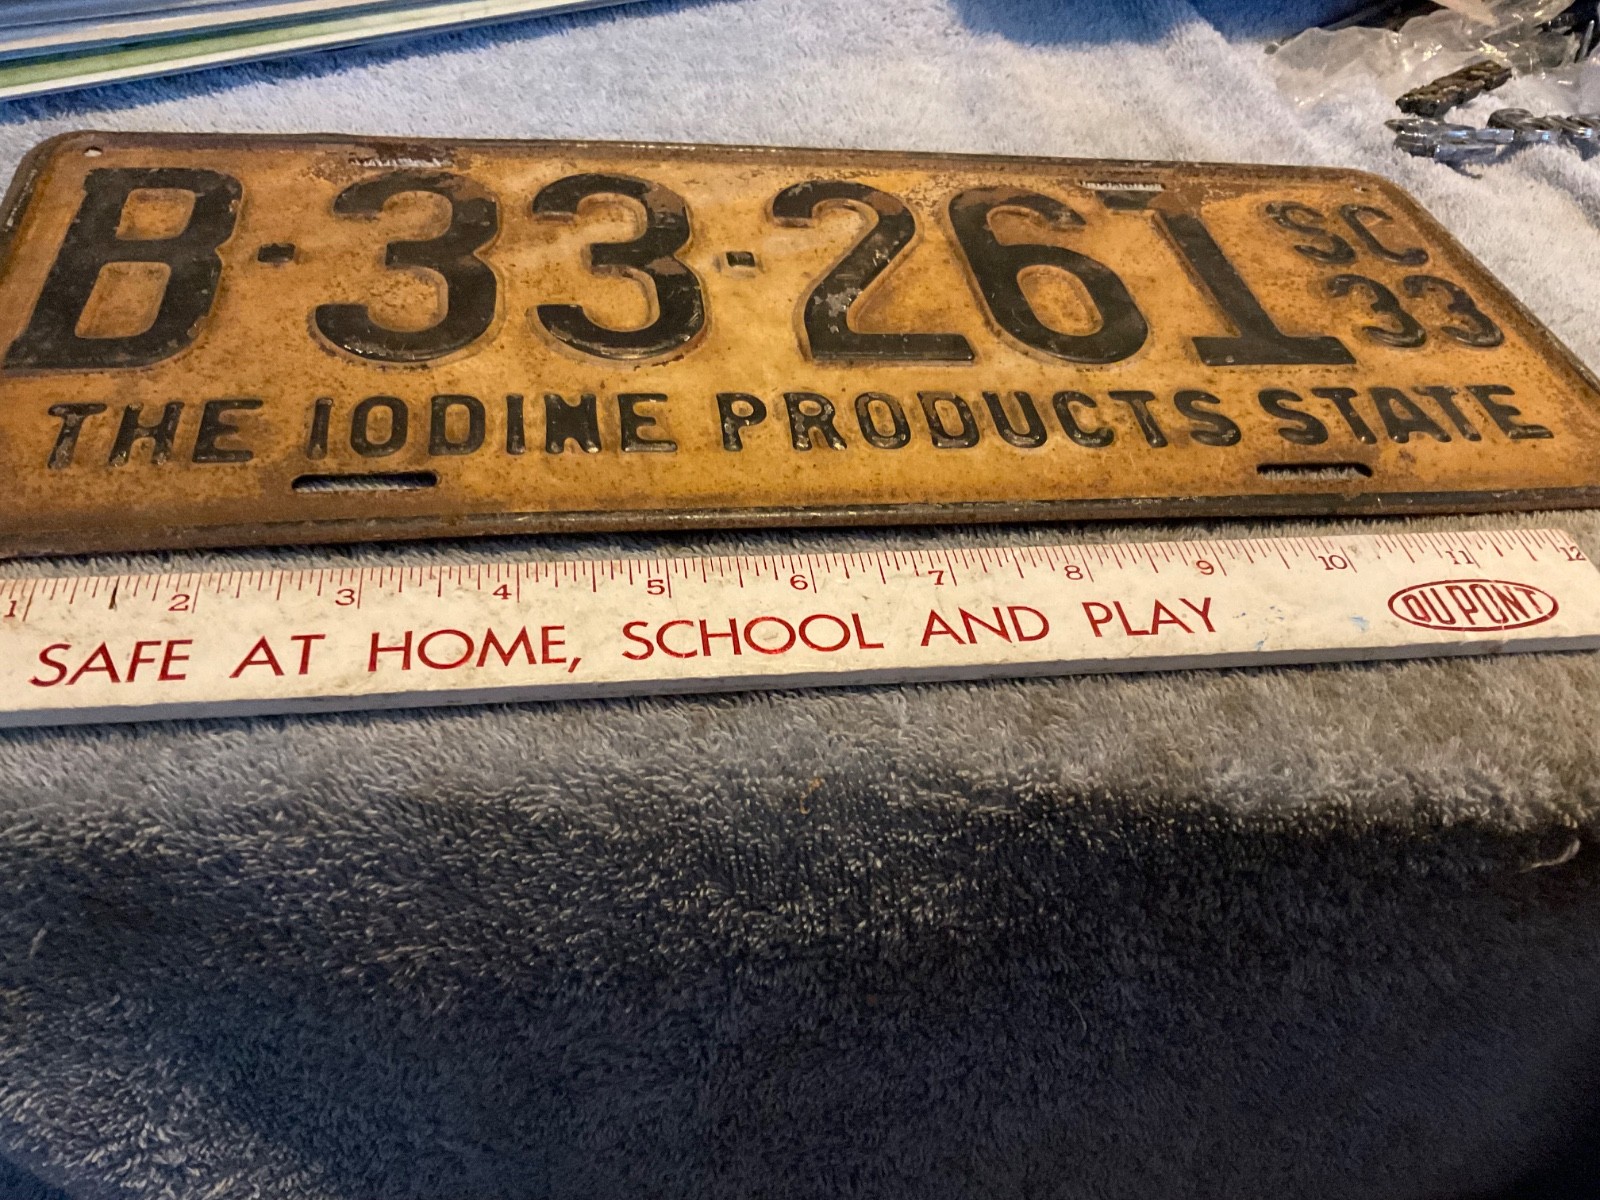 B·33·261 SC
33
THE IODINE PRODUCTS STATE
1 2 3 4 5 6 7 8 9 10 11 12
SAFE AT HOME, SCHOOL AND PLAY DU PONT